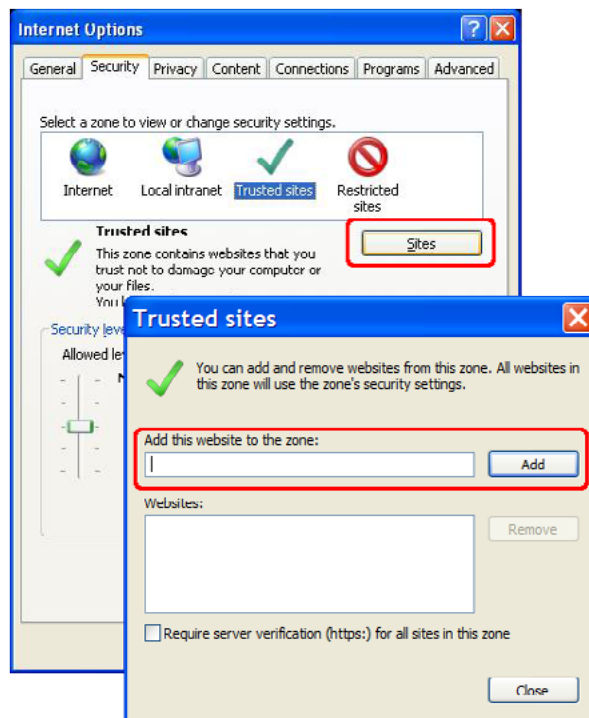 Internet Options
General Security Privacy Content Connections Programs Advanced
Select a zone to view or change security settings.
Internet Local intranet Trusted sites Restricted
sites
Trusted sites
Sites
This zone contains websites that you
trust not to damage your computer or
your files.
You
Security
Allowed
Trusted sites
You can add and remove websites from this zone. All websites in
this zone will use the zone's security settings.
Add this website to the zone:
Add
Websites:
Remove
Require server verification (https:) for all sites in this zone
Close